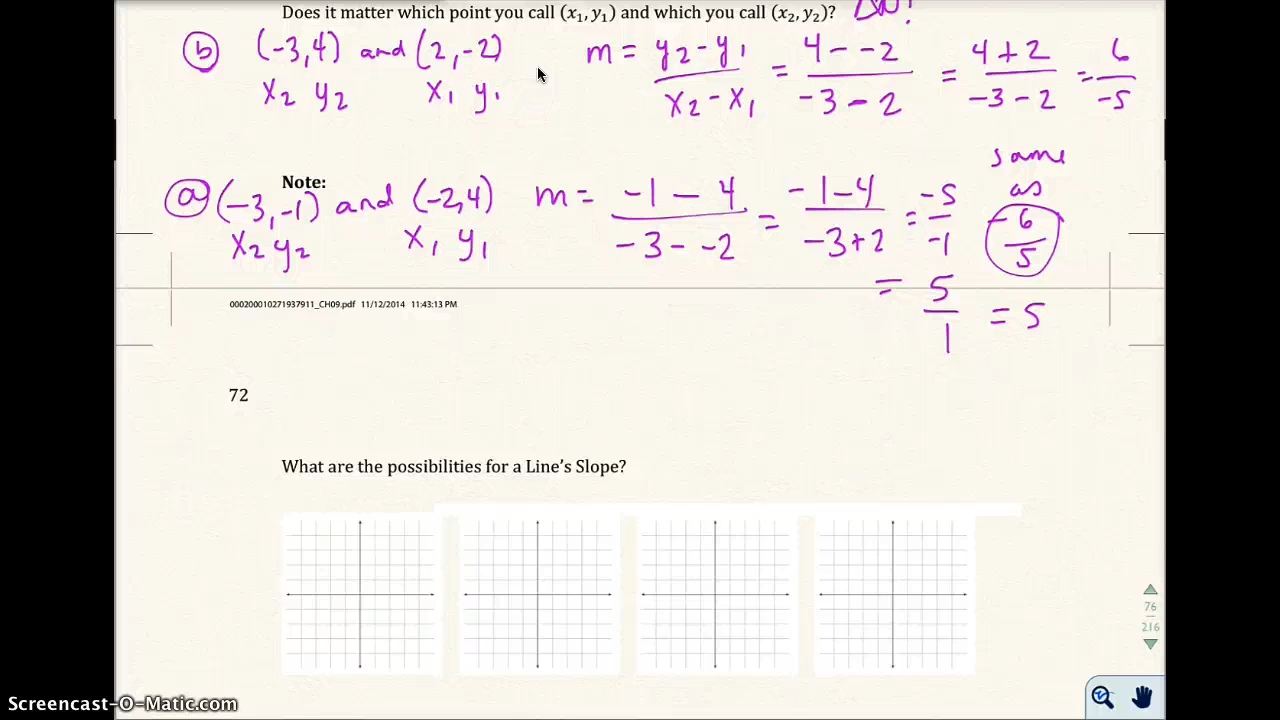 Does it matter which point you call (x₁, y₁) and which you call (x₂, y₂)?
b (-3,4) and (2,-2) m = y₂-y₁ / x₂-x₁ = 4--2 / -3-2 = 4+2 / -3-2 = 6/-5
x₂ y₂ x₁ y₁
same as -6/5
Note:
a (-3,-1) and (-2,4) m = -1-4 / -3--2 = -1-4 / -3+2 = -5/-1
x₂ y₂ x₁ y₁
= 5/1 = 5
000200010271937911_CH09.pdf 11/12/2014 11:43:13 PM
72
What are the possibilities for a Line's Slope?
76
216
Screencast-O-Matic.com